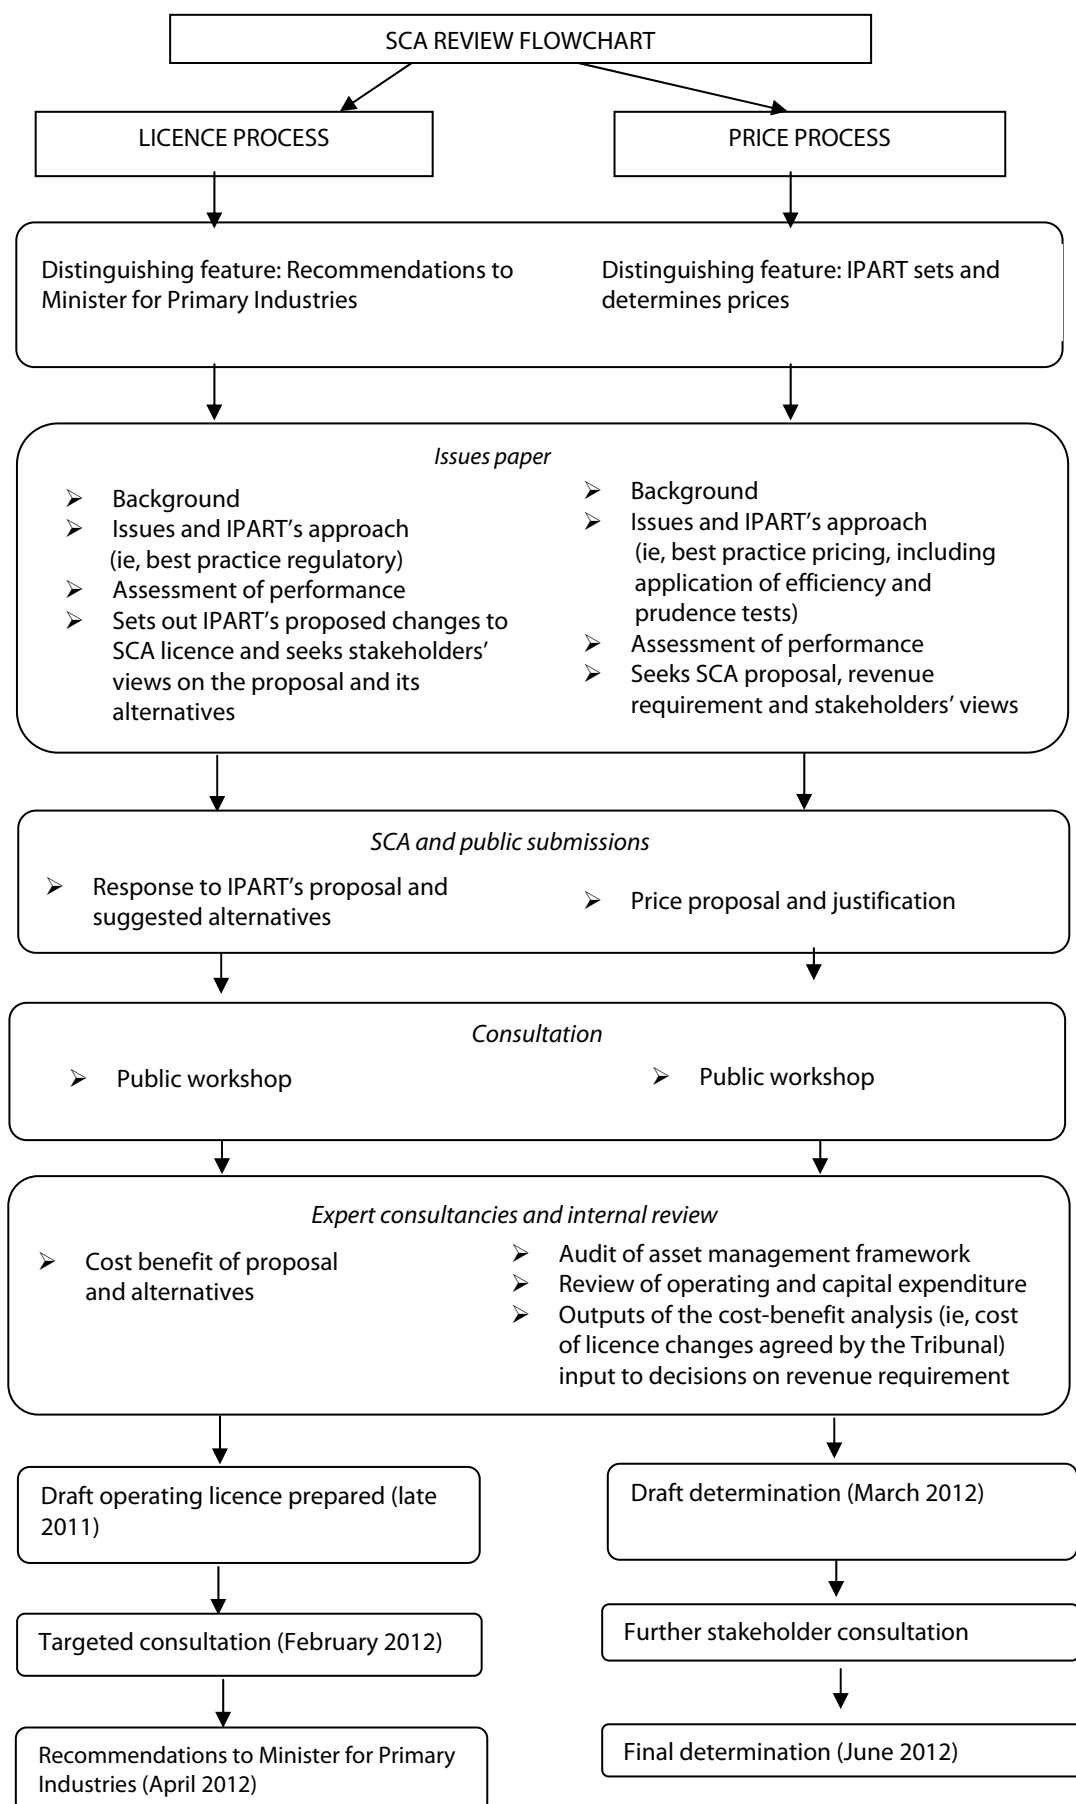 SCA REVIEW FLOWCHART
LICENCE PROCESS
PRICE PROCESS
Distinguishing feature: Recommendations to
Minister for Primary Industries
Distinguishing feature: IPART sets and
determines prices
Issues paper
➢ Background
➢ Issues and IPART’s approach
(ie, best practice regulatory)
➢ Assessment of performance
➢ Sets out IPART’s proposed changes to
SCA licence and seeks stakeholders’
views on the proposal and its
alternatives
➢ Background
➢ Issues and IPART’s approach
(ie, best practice pricing, including
application of efficiency and
prudence tests)
➢ Assessment of performance
➢ Seeks SCA proposal, revenue
requirement and stakeholders’ views
SCA and public submissions
➢ Response to IPART’s proposal and
suggested alternatives
➢ Price proposal and justification
Consultation
➢ Public workshop
➢ Public workshop
Expert consultancies and internal review
➢ Cost benefit of proposal
and alternatives
➢ Audit of asset management framework
➢ Review of operating and capital expenditure
➢ Outputs of the cost-benefit analysis (ie, cost
of licence changes agreed by the Tribunal)
input to decisions on revenue requirement
Draft operating licence prepared (late
2011)
Draft determination (March 2012)
Targeted consultation (February 2012)
Further stakeholder consultation
Recommendations to Minister for Primary
Industries (April 2012)
Final determination (June 2012)